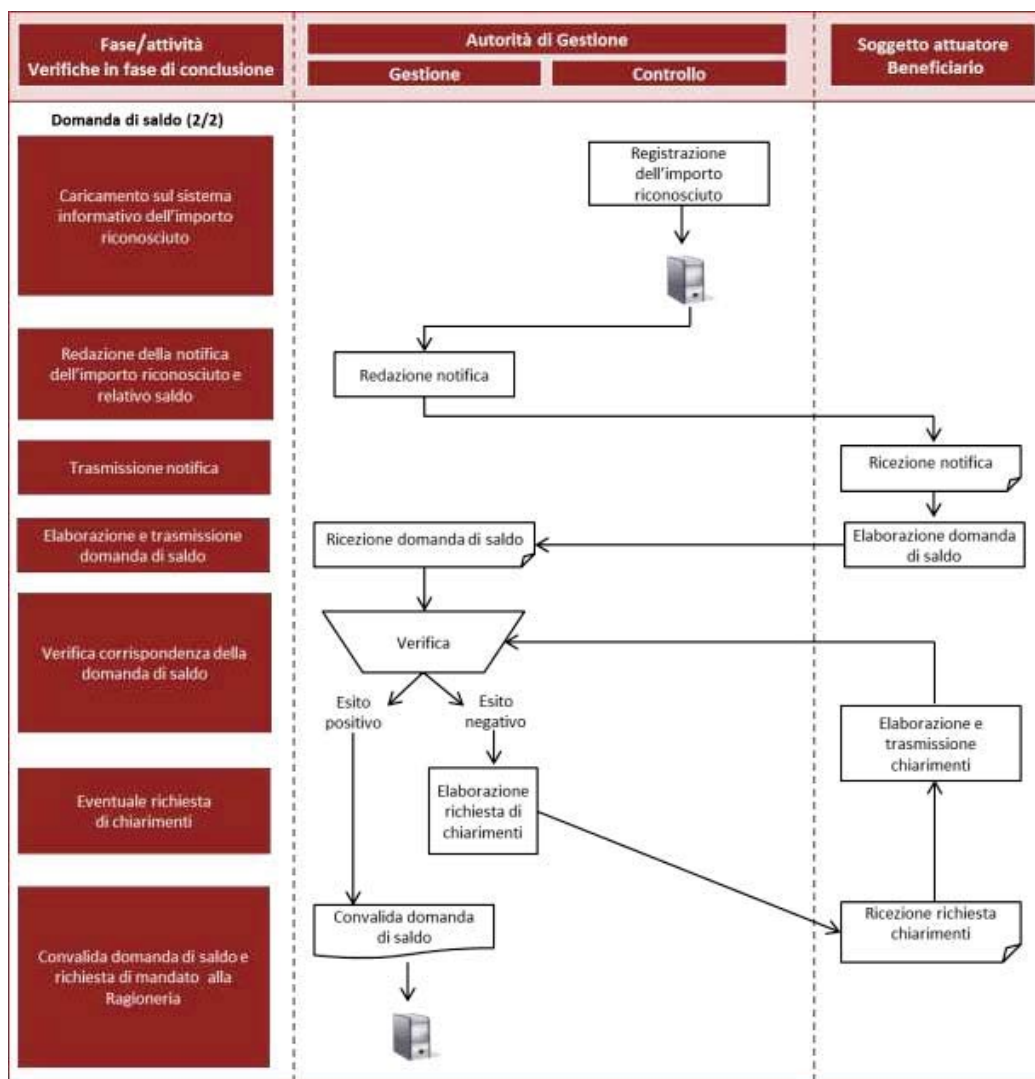 Fase/attività
Verifiche in fase di conclusione
Autorità di Gestione
Gestione
Controllo
Soggetto attuatore
Beneficiario
Domanda di saldo (2/2)
Caricamento sul sistema
informativo dell'importo
riconosciuto
Registrazione
dell'importo
riconosciuto
Redazione della notifica
dell'importo riconosciuto e
relativo saldo
Redazione notifica
Trasmissione notifica
Ricezione notifica
Elaborazione e trasmissione
domanda di saldo
Ricezione domanda di saldo
Elaborazione domanda
di saldo
Verifica corrispondenza della
domanda di saldo
Verifica
Esito
positivo
Esito
negativo
Elaborazione e
trasmissione
chiarimenti
Eventuale richiesta
di chiarimenti
Elaborazione
richiesta di
chiarimenti
Convalida domanda di saldo e
richiesta di mandato alla
Ragioneria
Convalida domanda
di saldo
Ricezione richiesta
chiarimenti